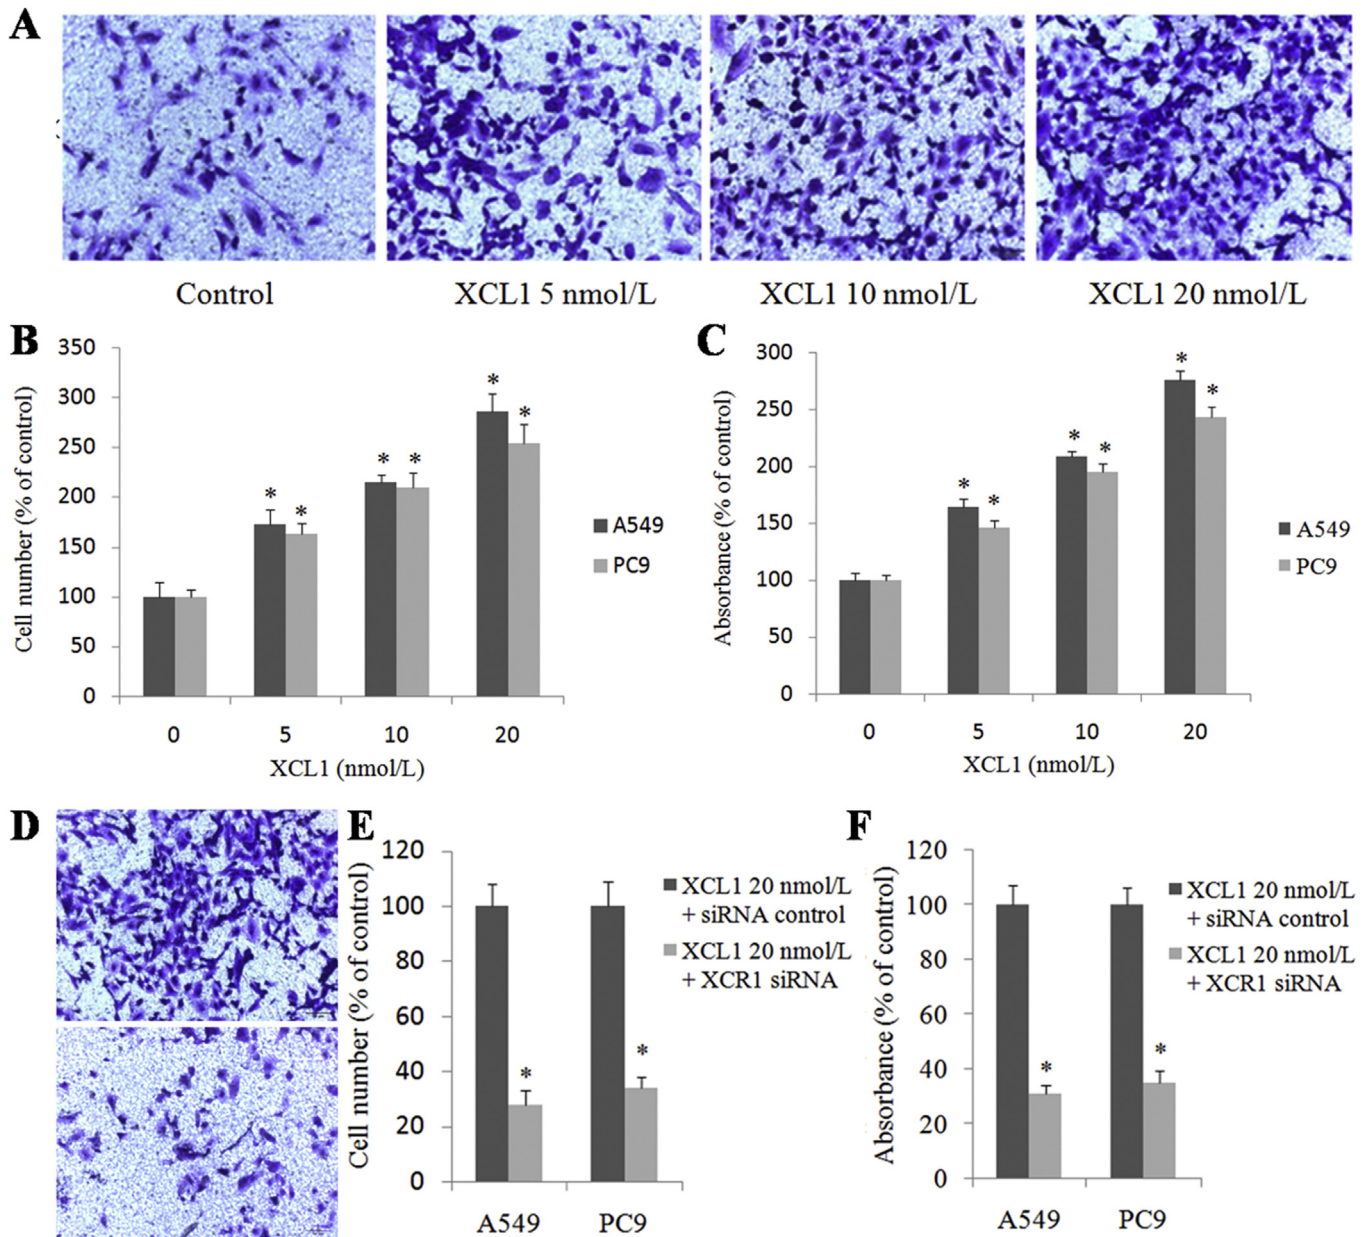 A
Control
XCL1 5 nmol/L
XCL1 10 nmol/L
XCL1 20 nmol/L
B
Cell number (% of control)
350
300
250
200
150
100
50
0
*
*
*
*
*
*
0
5
10
20
XCL1 (nmol/L)
A549
PC9
C
Absorbance (% of control)
300
250
200
150
100
50
0
*
*
*
*
*
*
0
5
10
20
XCL1 (nmol/L)
A549
PC9
D
E
Cell number (% of control)
120
100
80
60
40
20
0
*
*
A549
PC9
XCL1 20 nmol/L
+ siRNA control
XCL1 20 nmol/L
+ XCR1 siRNA
F
Absorbance (% of control)
120
100
80
60
40
20
0
*
*
A549
PC9
XCL1 20 nmol/L
+ siRNA control
XCL1 20 nmol/L
+ XCR1 siRNA